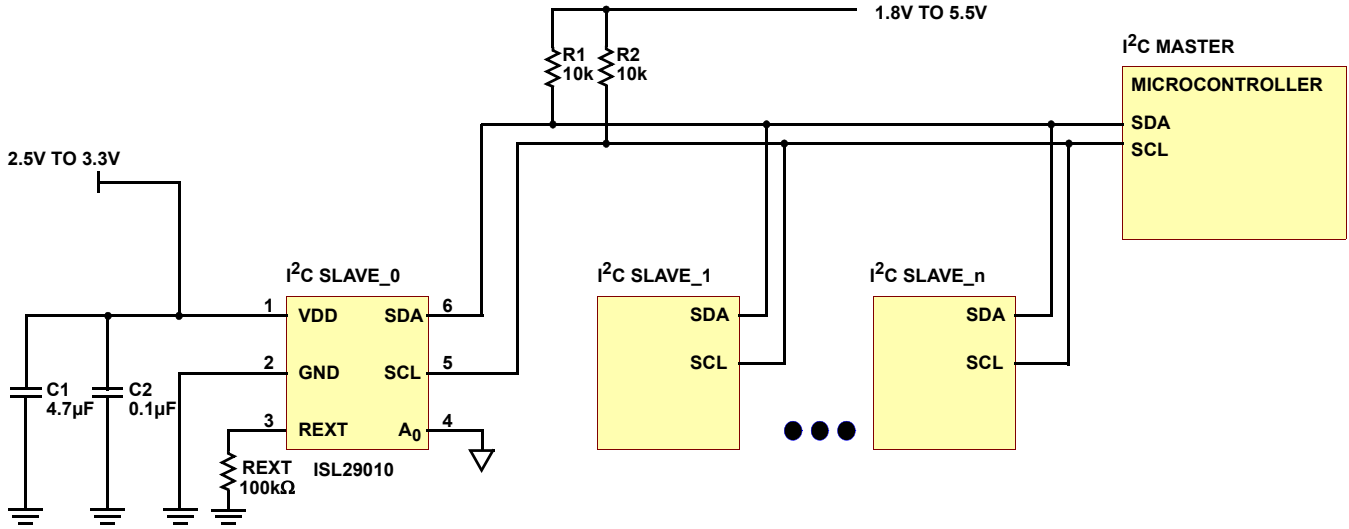 1.8V TO 5.5V
R1
10k
R2
10k
I²C MASTER
MICROCONTROLLER
SDA
SCL
2.5V TO 3.3V
I²C SLAVE_0
1
VDD
SDA
6
2
GND
SCL
5
3
REXT
A₀
4
C1
4.7µF
C2
0.1µF
REXT
100kΩ
ISL29010
I²C SLAVE_1
SDA
SCL
I²C SLAVE_n
SDA
SCL